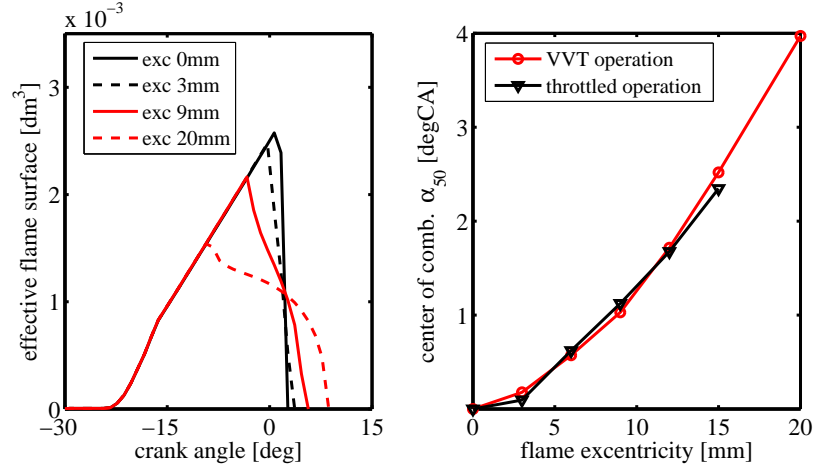 x 10⁻³
exc 0mm
exc 3mm
exc 9mm
exc 20mm
effective flame surface [dm³]
3
2
1
0
−30
−15
0
15
crank angle [deg]
VVT operation
throttled operation
center of comb. α₅₀ [degCA]
4
3
2
1
0
5
10
15
20
flame excentricity [mm]